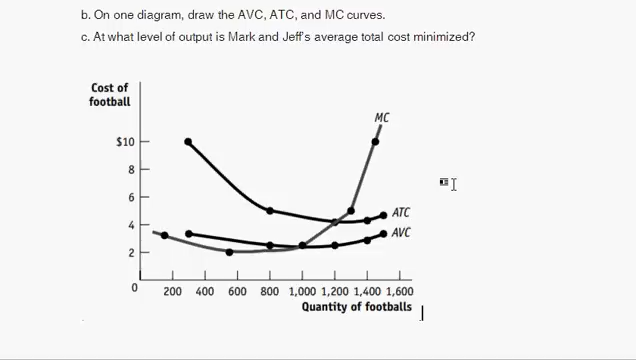 b. On one diagram, draw the AVC, ATC, and MC curves.
c. At what level of output is Mark and Jeff's average total cost minimized?
Cost of
football
MC
$10
8
6
ATC
4
AVC
2
0
200 400 600 800 1,000 1,200 1,400 1,600
Quantity of footballs